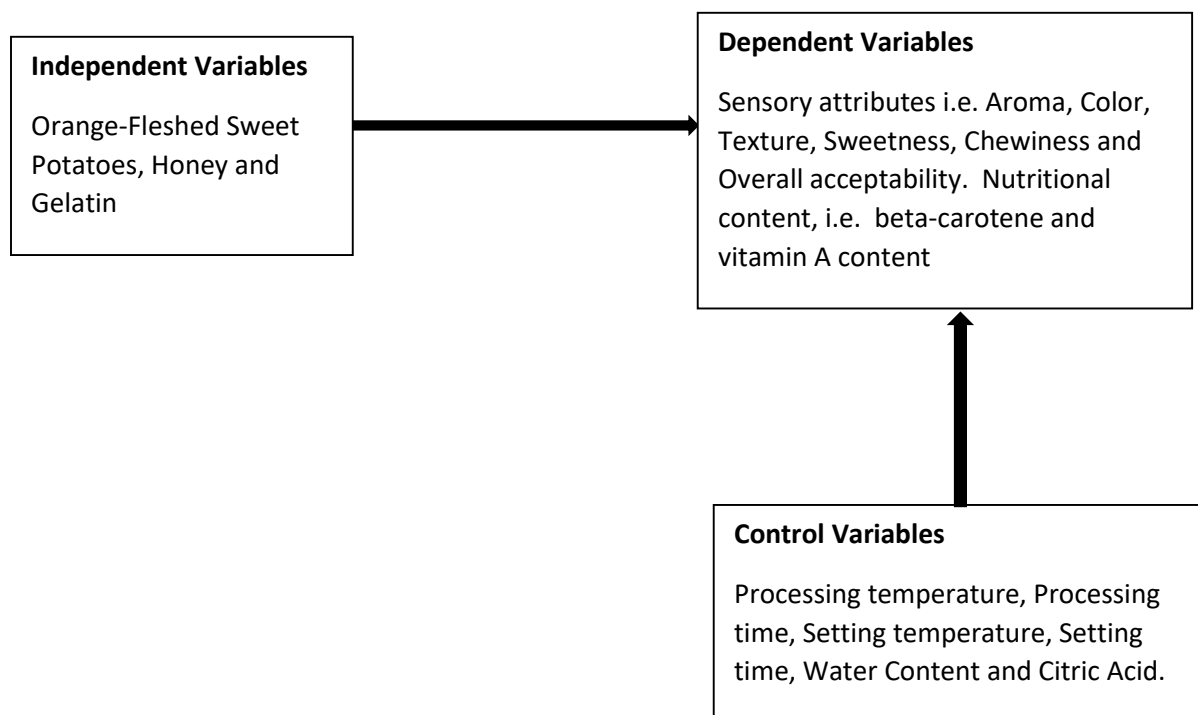 Independent Variables
Orange-Fleshed Sweet
Potatoes, Honey and
Gelatin
Dependent Variables
Sensory attributes i.e. Aroma, Color,
Texture, Sweetness, Chewiness and
Overall acceptability.  Nutritional
content, i.e.  beta-carotene and
vitamin A content
Control Variables
Processing temperature, Processing
time, Setting temperature, Setting
time, Water Content and Citric Acid.